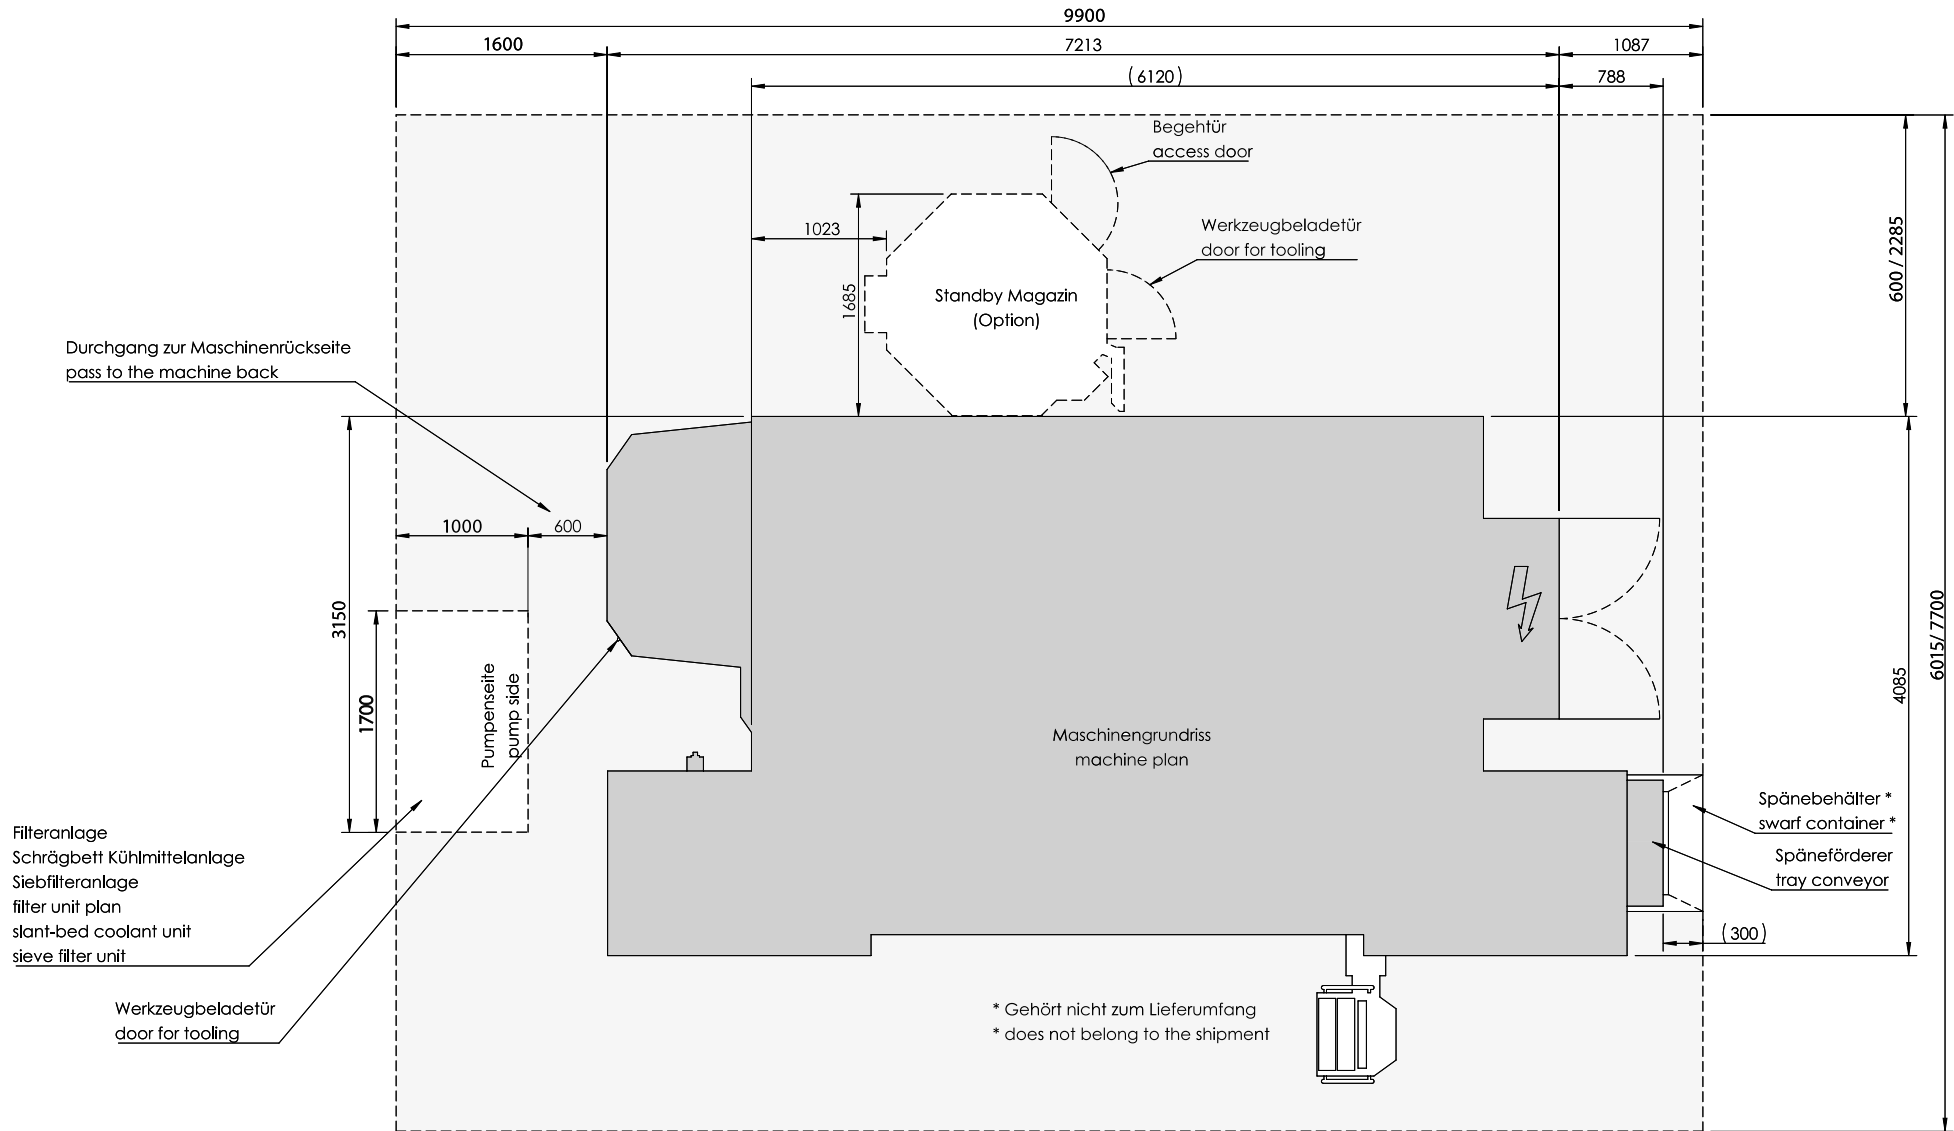 9900
1600
7213
1087
(6120)
788
Begehtür
access door
1023
Werkzeugbeladetür
door for tooling
1685
Standby Magazin
(Option)
600 / 2285
Durchgang zur Maschinenrückseite
pass to the machine back
1000
600
3150
1700
Pumpenseite
pump side
Maschinengrundriss
machine plan
4085
6015/ 7700
Spänebehälter *
swarf container *
Späneförderer
tray conveyor
(300)
Filteranlage
Schrägbett Kühlmittelanlage
Siebfilteranlage
filter unit plan
slant-bed coolant unit
sieve filter unit
Werkzeugbeladetür
door for tooling
* Gehört nicht zum Lieferumfang
* does not belong to the shipment